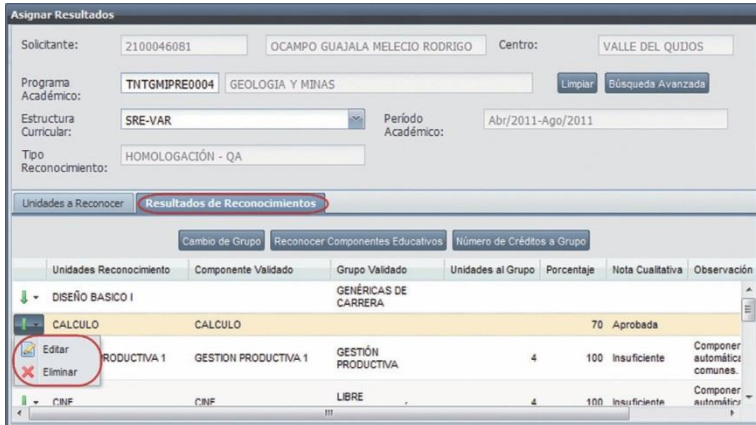 Asignar Resultados
Solicitante: 2100046081 OCAMPO GUAJALA MELECIO RODRIGO Centro: VALLE DEL QUIJOS
Programa Académico: TNTGMIPRE0004 GEOLOGIA Y MINAS Limpiar Búsqueda Avanzada
Estructura Curricular: SRE-VAR Período Académico: Abr/2011-Ago/2011
Tipo Reconocimiento: HOMOLOGACIÓN - QA
Unidades a Reconocer Resultados de Reconocimientos
Cambio de Grupo Reconocer Componentes Educativos Número de Créditos a Grupo
Unidades Reconocimiento Componente Validado Grupo Validado Unidades al Grupo Porcentaje Nota Cualitativa Observación
DISEÑO BASICO I GENÉRICAS DE CARRERA
CALCULO CALCULO 70 Aprobada
Editar
RODUCTIVA 1 GESTION PRODUCTIVA 1 GESTIÓN PRODUCTIVA 4 100 Insuficiente Componer automática comunes.
Eliminar
CINE CINE LIBRE 4 100 Insuficiente Componer automática